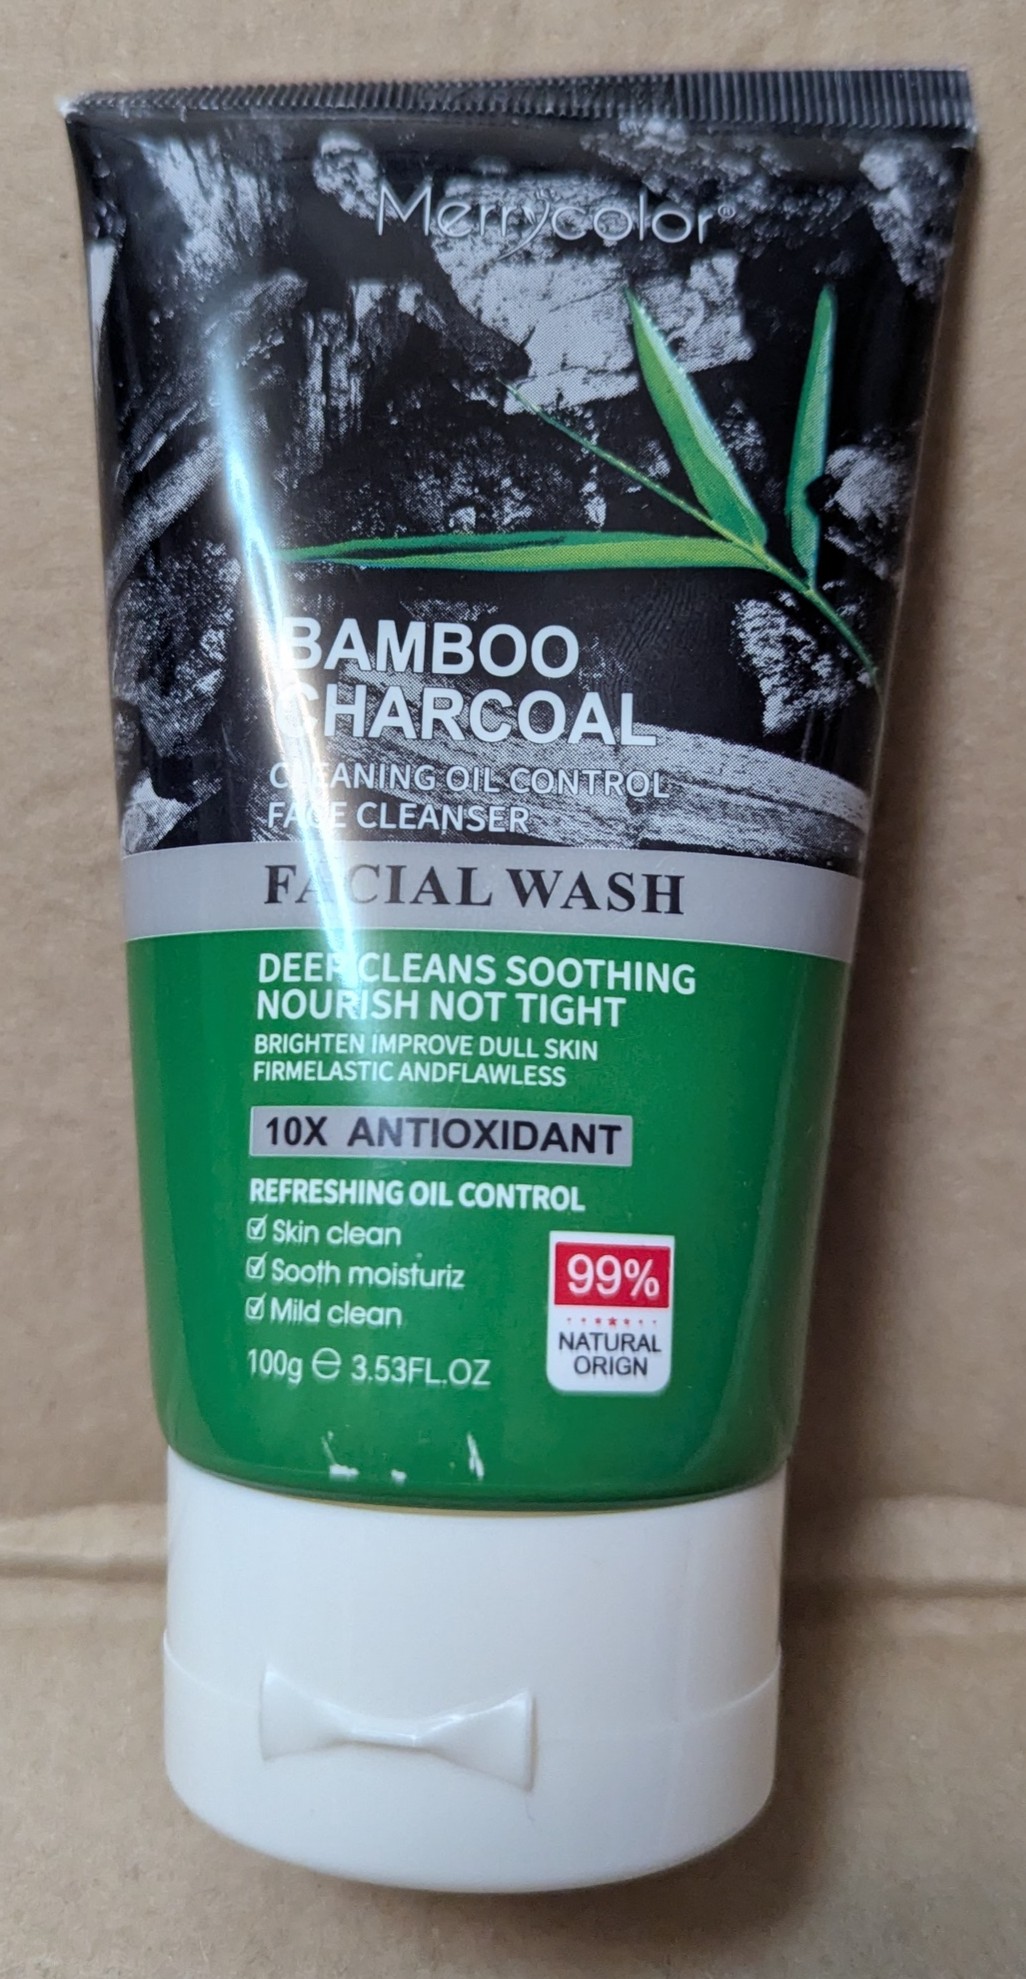 Merrycolor®
BAMBOO
CHARCOAL
CLEANING OIL CONTROL
FACE CLEANSER
FACIAL WASH
DEEP CLEANS SOOTHING
NOURISH NOT TIGHT
BRIGHTEN IMPROVE DULL SKIN
FIRMELASTIC ANDFLAWLESS
10X ANTIOXIDANT
REFRESHING OIL CONTROL
☑ Skin clean
☑ Sooth moisturiz
☑ Mild clean
100g ℮ 3.53FL.OZ
99%
NATURAL
ORIGN